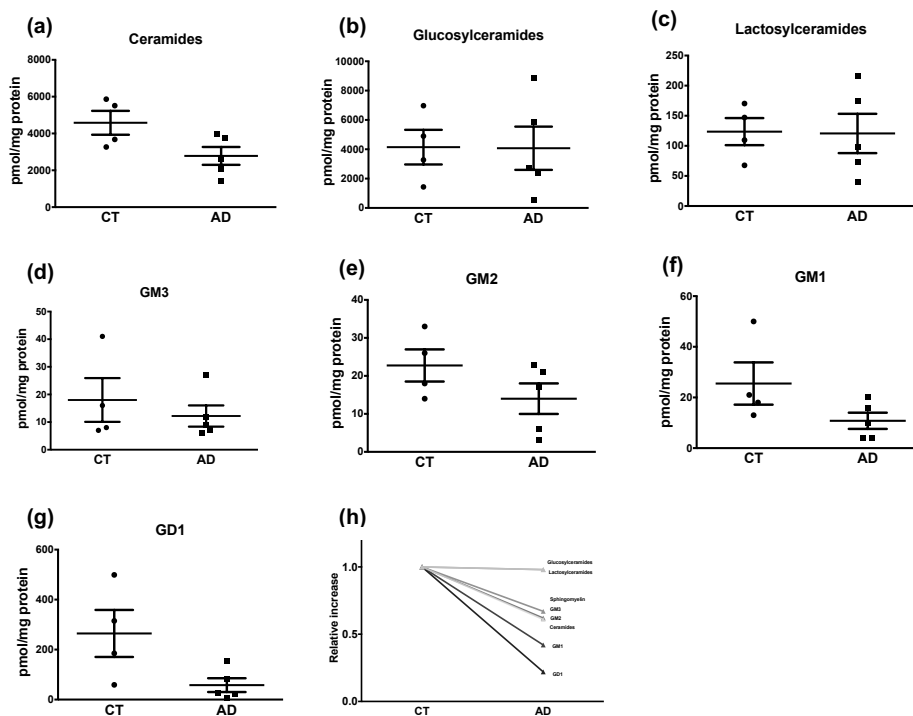 (a)
Ceramides
pmol/mg protein
8000
6000
4000
2000
0
CT
AD
(b)
Glucosylceramides
pmol/mg protein
10000
8000
6000
4000
2000
0
CT
AD
(c)
Lactosylceramides
pmol/mg protein
250
200
150
100
50
0
CT
AD
(d)
GM3
pmol/mg protein
50
40
30
20
10
0
CT
AD
(e)
GM2
pmol/mg protein
40
30
20
10
0
CT
AD
(f)
GM1
pmol/mg protein
60
40
20
0
CT
AD
(g)
GD1
pmol/mg protein
600
400
200
0
CT
AD
(h)
Relative increase
1.0
0.5
0.0
Glucosylceramides
Lactosylceramides
Sphingomyelin
GM3
GM2
Ceramides
GM1
GD1
CT
AD